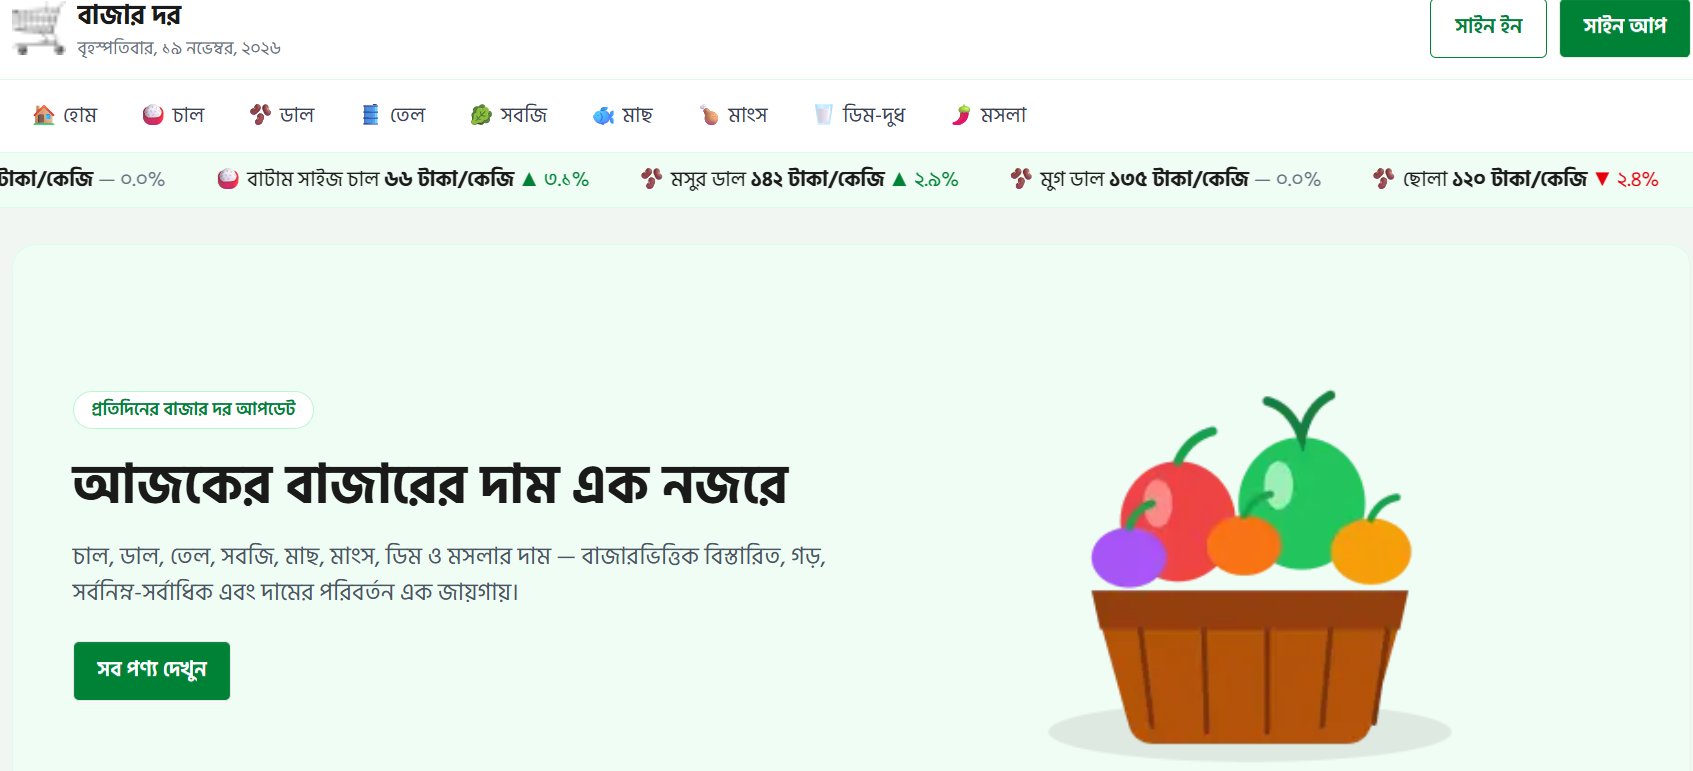 বাজার দর
বৃহস্পতিবার, ১৯ নভেম্বর, ২০২৬
সাইন ইন
সাইন আপ
হোম চাল ডাল তেল সবজি মাছ মাংস ডিম-দুধ মসলা
টাকা/কেজি — ০.০% বাটাম সাইজ চাল ৬৬ টাকা/কেজি ▲ ৩.১% মসুর ডাল ১৪২ টাকা/কেজি ▲ ২.৯% মুগ ডাল ১৩৫ টাকা/কেজি — ০.০% ছোলা ১২০ টাকা/কেজি ▼ ২.৪%
প্রতিদিনের বাজার দর আপডেট
আজকের বাজারের দাম এক নজরে
চাল, ডাল, তেল, সবজি, মাছ, মাংস, ডিম ও মসলার দাম — বাজারভিত্তিক বিস্তারিত, গড়,
সর্বনিম্ন-সর্বাধিক এবং দামের পরিবর্তন এক জায়গায়।
সব পণ্য দেখুন